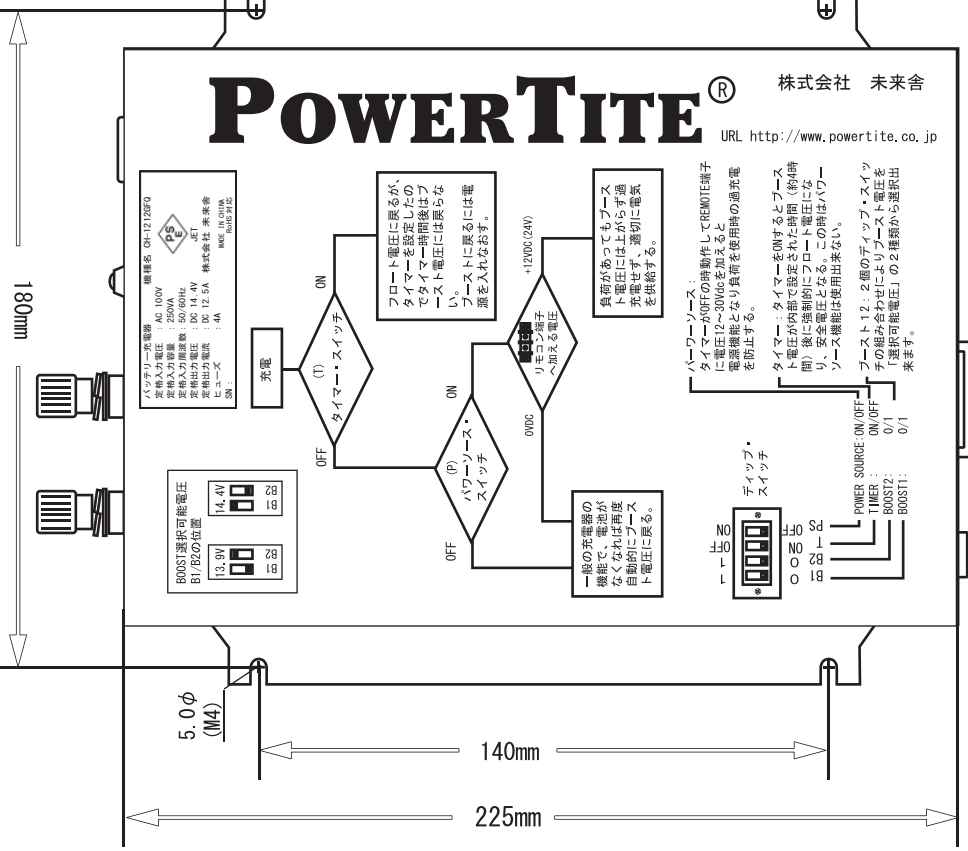 POWERTITE®
株式会社 未来舎
URL http://www.powertite.co.jp
バッテリー充電器 機種名 CH-1212GFQ
定格入力電圧 : AC 100V
定格入力容量 : 250VA
定格入力周波数: 50/60Hz
定格出力電圧 : DC 14.4V
定格出力電流 : DC 12.5A
ヒューズ : 4A
SN :
PS
E
JET
株式会社 未来舎
MADE IN CHINA
RoHS対応
BOOST選択可能電圧
B1/B2の位置
13.9V
14.4V
B1
B2
B1
B2
充電
(T)
タイマー・スイッチ
ON
OFF
フロート電圧に戻るが、
タイマーを設定したの
でタイマー時間後はブ
ースト電圧には戻らな
い。
ブーストに戻るには電
源を入れなおす。
(P)
パワーソース・
スイッチ
ON
OFF
リモコン端子
へ加える電圧
+12VDC(24V)
0VDC
負荷があってもブース
ト電圧には上がらず過
充電せず、適切に電気
を供給する。
一般の充電器の
機能で、電池が
なくなれば再度
自動的にブース
ト電圧に戻る。
パワーソース:
タイマーがOFFの時動作してREMOTE端子
に電圧12~30Vdcを加えると
電源機能となり負荷を使用時の過充電
を防止する。
タイマー:タイマーをONするとブース
ト電圧が内部で設定された時間(約4時
間)後に強制的にフロート電圧にな
り、安全電圧となる。この時はパワー
ソース機能は使用出来ない。
ブースト12:2個のディップ・スイッ
チの組み合わせによりブースト電圧を
「選択可能電圧」の2種類から選択出
来ます。
ディップ・
スイッチ
ON
OFF
1
1
OFF
ON
0
0
PS
T
B2
B1
POWER SOURCE:ON/OFF
TIMER : ON/OFF
BOOST2: 0/1
BOOST1: 0/1
180mm
5.0φ
(M4)
140mm
225mm